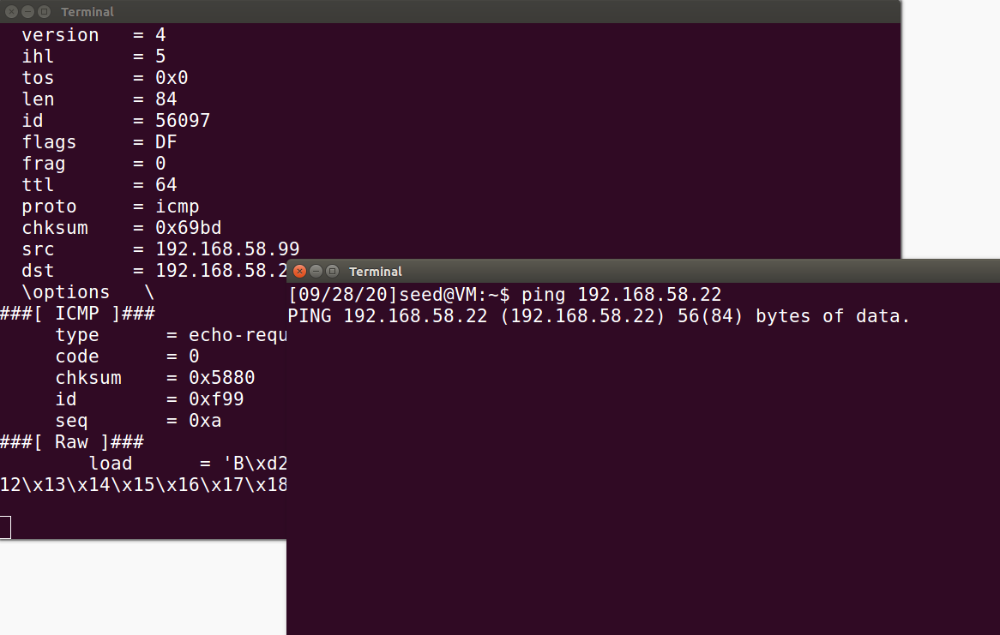 Terminal
version = 4
ihl = 5
tos = 0x0
len = 84
id = 56097
flags = DF
frag = 0
ttl = 64
proto = icmp
chksum = 0x69bd
src = 192.168.58.99
dst = 192.168.58.2
\options \
###[ ICMP ]###
type = echo-requ
code = 0
chksum = 0x5880
id = 0xf99
seq = 0xa
###[ Raw ]###
load = 'B\xd2
12\x13\x14\x15\x16\x17\x18
Terminal
[09/28/20]seed@VM:~$ ping 192.168.58.22
PING 192.168.58.22 (192.168.58.22) 56(84) bytes of data.